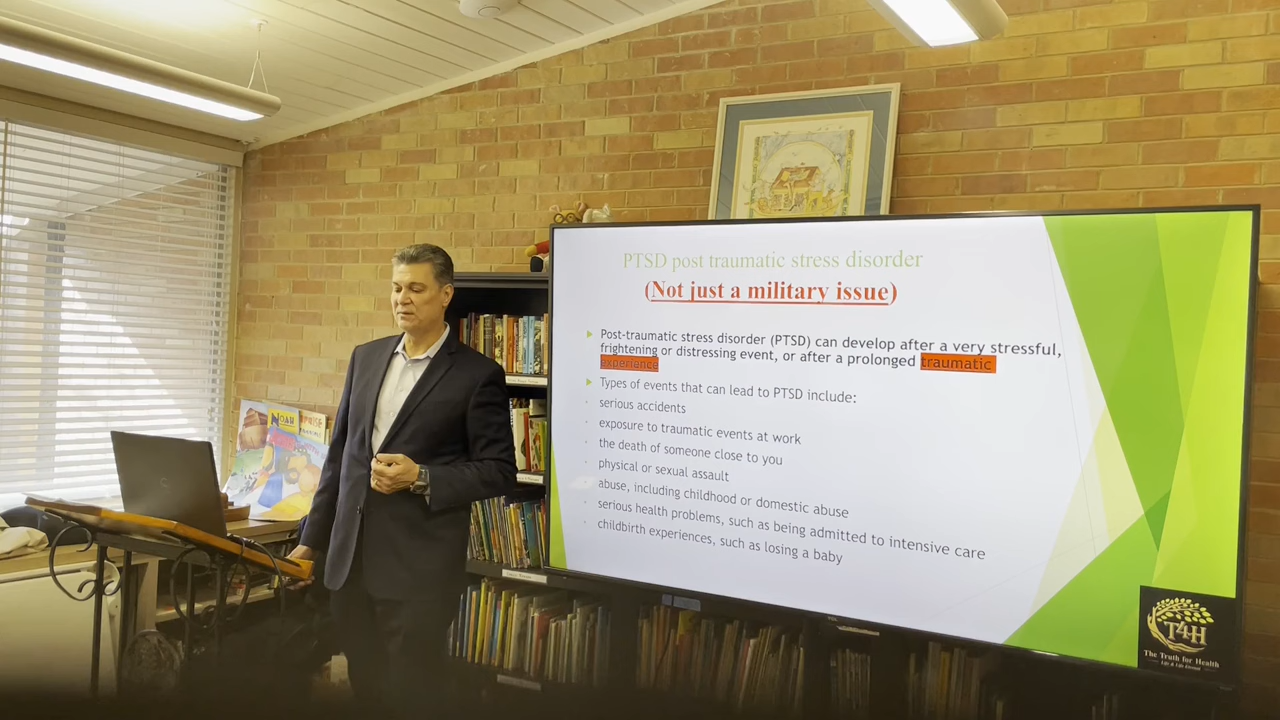 PTSD post traumatic stress disorder
(Not just a military issue)
Post-traumatic stress disorder (PTSD) can develop after a very stressful,
frightening or distressing event, or after a prolonged traumatic
experience
Types of events that can lead to PTSD include:
serious accidents
exposure to traumatic events at work
the death of someone close to you
physical or sexual assault
abuse, including childhood or domestic abuse
serious health problems, such as being admitted to intensive care
childbirth experiences, such as losing a baby
T4H
The Truth for Health
Life & Life Eternal
NOAH